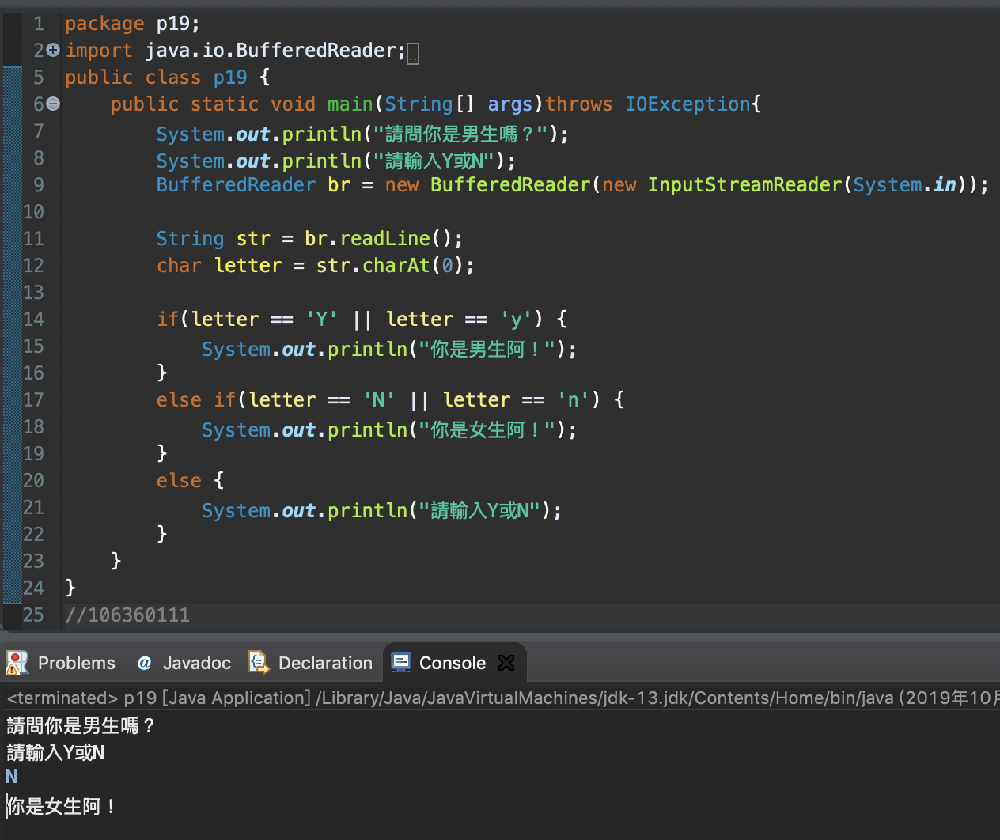 1 package p19;
2 import java.io.BufferedReader;
5 public class p19 {
6     public static void main(String[] args)throws IOException{
7         System.out.println("請問你是男生嗎？");
8         System.out.println("請輸入Y或N");
9         BufferedReader br = new BufferedReader(new InputStreamReader(System.in));
10
11         String str = br.readLine();
12         char letter = str.charAt(0);
13
14         if(letter == 'Y' || letter == 'y') {
15             System.out.println("你是男生阿！");
16         }
17         else if(letter == 'N' || letter == 'n') {
18             System.out.println("你是女生阿！");
19         }
20         else {
21             System.out.println("請輸入Y或N");
22         }
23     }
24 }
25 //106360111
Problems @ Javadoc Declaration Console
<terminated> p19 [Java Application] /Library/Java/JavaVirtualMachines/jdk-13.jdk/Contents/Home/bin/java (2019年10月
請問你是男生嗎？
請輸入Y或N
N
你是女生阿！